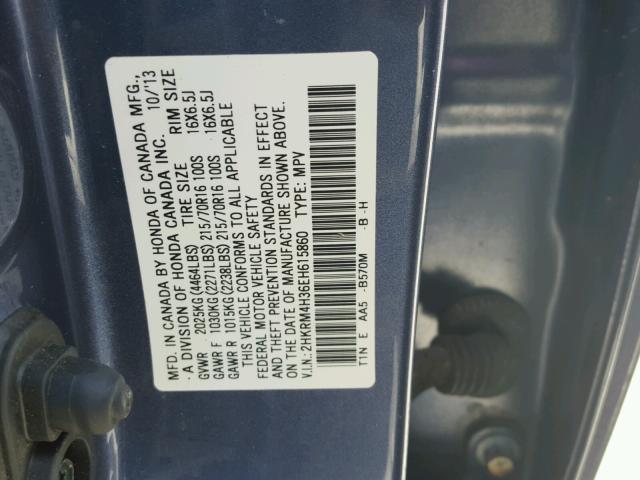 MFD. IN CANADA BY HONDA OF CANADA MFG.,
- A DIVISION OF HONDA CANADA INC. 10/'13
TIRE SIZE RIM SIZE
GVWR 2025KG(4464LBS)
GAWR F 1030KG(2271LBS) 215/70R16 100S 16X6.5J
GAWR R 1015KG(2238LBS) 215/70R16 100S 16X6.5J
THIS VEHICLE CONFORMS TO ALL APPLICABLE
FEDERAL MOTOR VEHICLE SAFETY
AND THEFT PREVENTION STANDARDS IN EFFECT
ON THE DATE OF MANUFACTURE SHOWN ABOVE.
V.I.N.: 2HKRM4H36EH615860 TYPE: MPV
T1N E AA5 -B570M -B -H